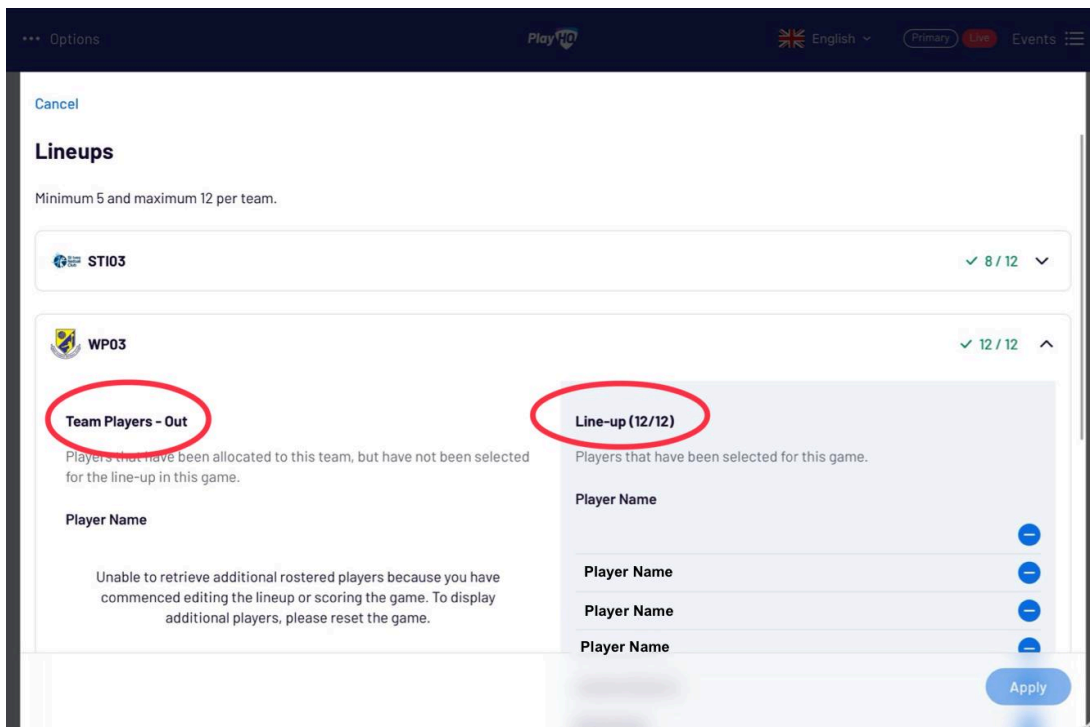 ••• Options
PlayHQ
English
Primary
Live
Events
Cancel
Lineups
Minimum 5 and maximum 12 per team.
STI03
8 / 12
WP03
12 / 12
Team Players - Out
Players that have been allocated to this team, but have not been selected
for the line-up in this game.
Player Name
Unable to retrieve additional rostered players because you have
commenced editing the lineup or scoring the game. To display
additional players, please reset the game.
Line-up (12/12)
Players that have been selected for this game.
Player Name
Player Name
Player Name
Player Name
Apply